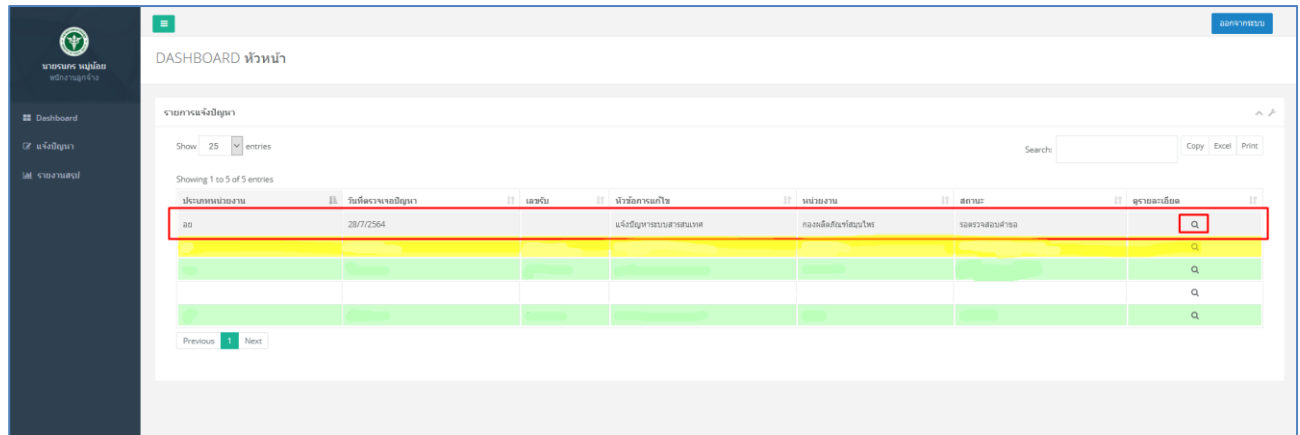 ออกจากระบบ
นายธนกร หมู่น้อย
พนักงานลูกจ้าง
DASHBOARD หัวหน้า
Dashboard
แจ้งปัญหา
รายงานสรุป
รายการแจ้งปัญหา
Show 25 entries
Search:
Copy Excel Print
Showing 1 to 5 of 5 entries
ประเภทหน่วยงาน วันที่ตรวจเจอปัญหา เลขรับ หัวข้อการแก้ไข หน่วยงาน สถานะ ดูรายละเอียด
อย 28/7/2564 แจ้งปัญหาระบบสารสนเทศ กองผลิตภัณฑ์สมุนไพร รอตรวจสอบคำขอ
Previous 1 Next